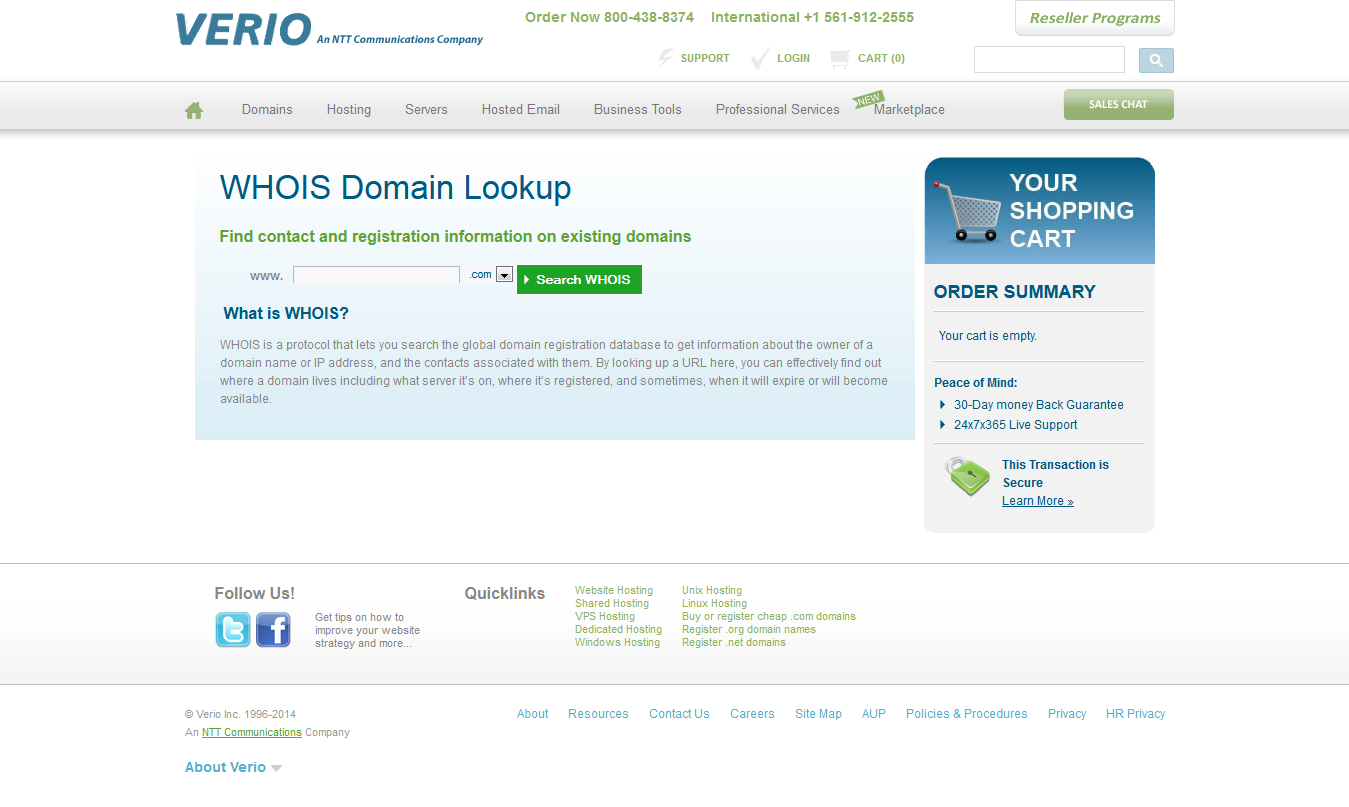 VERIO An NTT Communications Company
Order Now 800-438-8374 International +1 561-912-2555
Reseller Programs
SUPPORT LOGIN CART (0)
Domains Hosting Servers Hosted Email Business Tools Professional Services NEW Marketplace
SALES CHAT
WHOIS Domain Lookup
Find contact and registration information on existing domains
www. .com Search WHOIS
What is WHOIS?
WHOIS is a protocol that lets you search the global domain registration database to get information about the owner of a
domain name or IP address, and the contacts associated with them. By looking up a URL here, you can effectively find out
where a domain lives including what server it's on, where it's registered, and sometimes, when it will expire or will become
available.
YOUR
SHOPPING
CART
ORDER SUMMARY
Your cart is empty.
Peace of Mind:
30-Day money Back Guarantee
24x7x365 Live Support
This Transaction is
Secure
Learn More »
Follow Us!
Get tips on how to
improve your website
strategy and more...
Quicklinks
Website Hosting
Shared Hosting
VPS Hosting
Dedicated Hosting
Windows Hosting
Unix Hosting
Linux Hosting
Buy or register cheap .com domains
Register .org domain names
Register .net domains
© Verio Inc. 1996-2014
An NTT Communications Company
About Resources Contact Us Careers Site Map AUP Policies & Procedures Privacy HR Privacy
About Verio